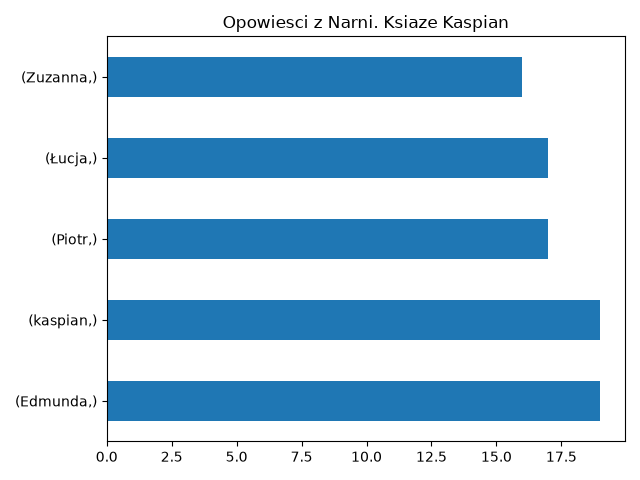 Opowiesci z Narni. Ksiaze Kaspian
(Zuzanna,)
(Łucja,)
(Piotr,)
(kaspian,)
(Edmunda,)
0.0 2.5 5.0 7.5 10.0 12.5 15.0 17.5